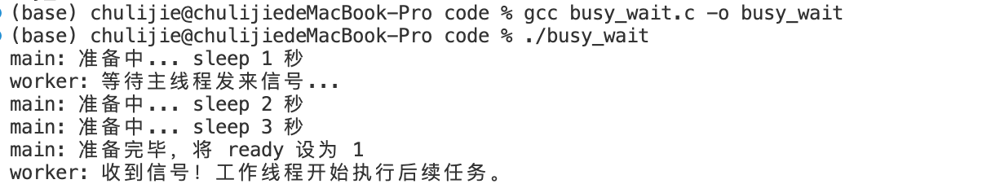 (base) chulijie@chulijiedeMacBook-Pro code % gcc busy_wait.c -o busy_wait
(base) chulijie@chulijiedeMacBook-Pro code % ./busy_wait
main: 准备中... sleep 1 秒
worker: 等待主线程发来信号...
main: 准备中... sleep 2 秒
main: 准备中... sleep 3 秒
main: 准备完毕，将 ready 设为 1
worker: 收到信号！工作线程开始执行后续任务。